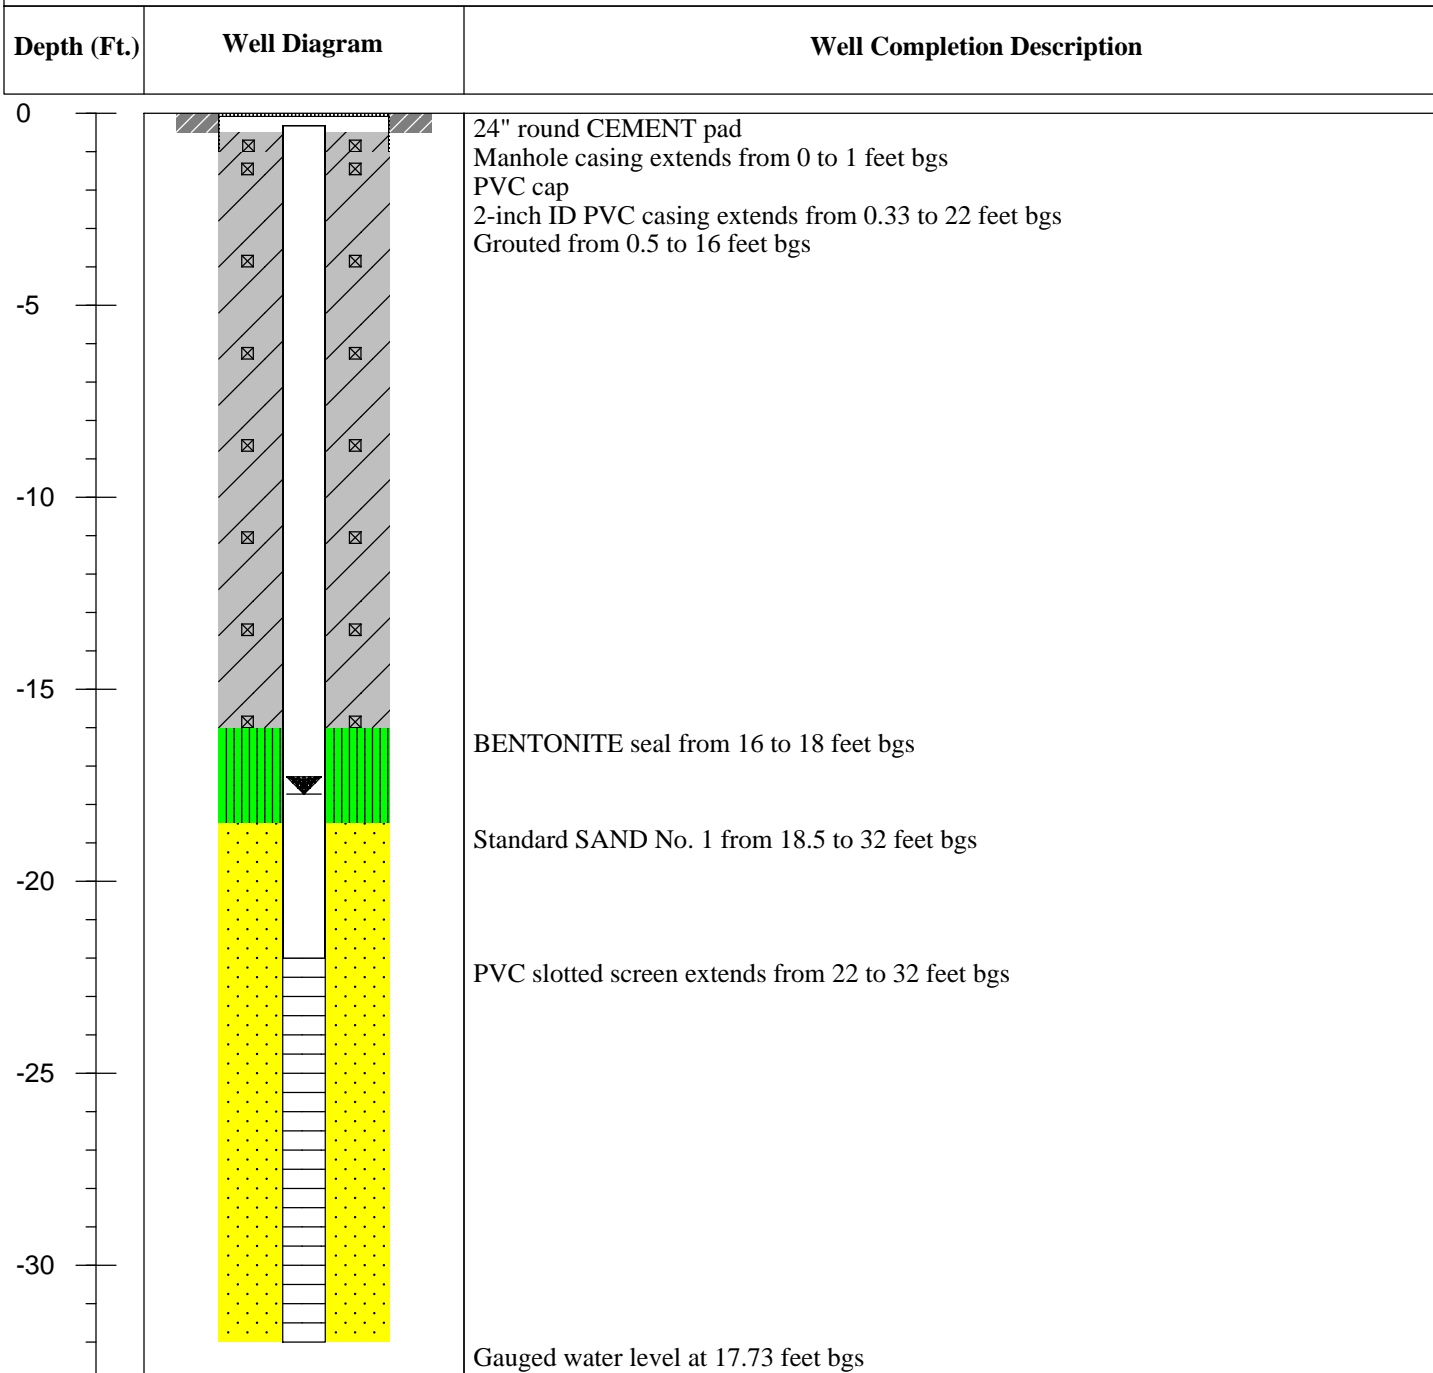 Depth (Ft.) Well Diagram Well Completion Description
0
24" round CEMENT pad
Manhole casing extends from 0 to 1 feet bgs
PVC cap
2-inch ID PVC casing extends from 0.33 to 22 feet bgs
Grouted from 0.5 to 16 feet bgs
-5
-10
-15
BENTONITE seal from 16 to 18 feet bgs
Standard SAND No. 1 from 18.5 to 32 feet bgs
-20
PVC slotted screen extends from 22 to 32 feet bgs
-25
-30
Gauged water level at 17.73 feet bgs